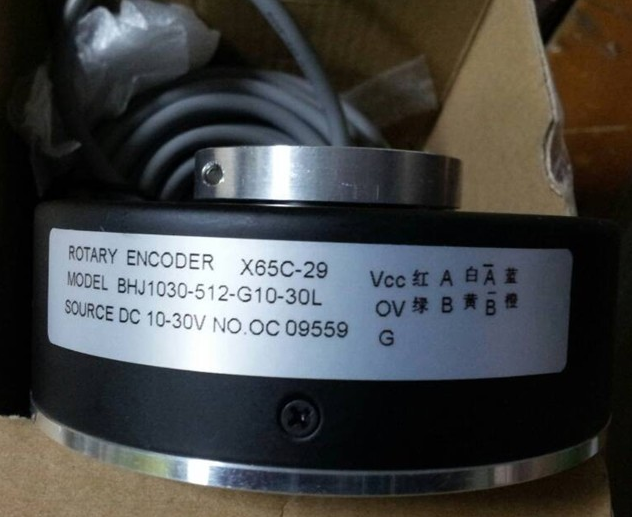 ROTARY ENCODER X65C-29
MODEL BHJ1030-512-G10-30L
SOURCE DC 10-30V NO.OC 09559
Vcc 红 A 白 A̅ 蓝
OV 绿 B 黄 B̅ 橙
G